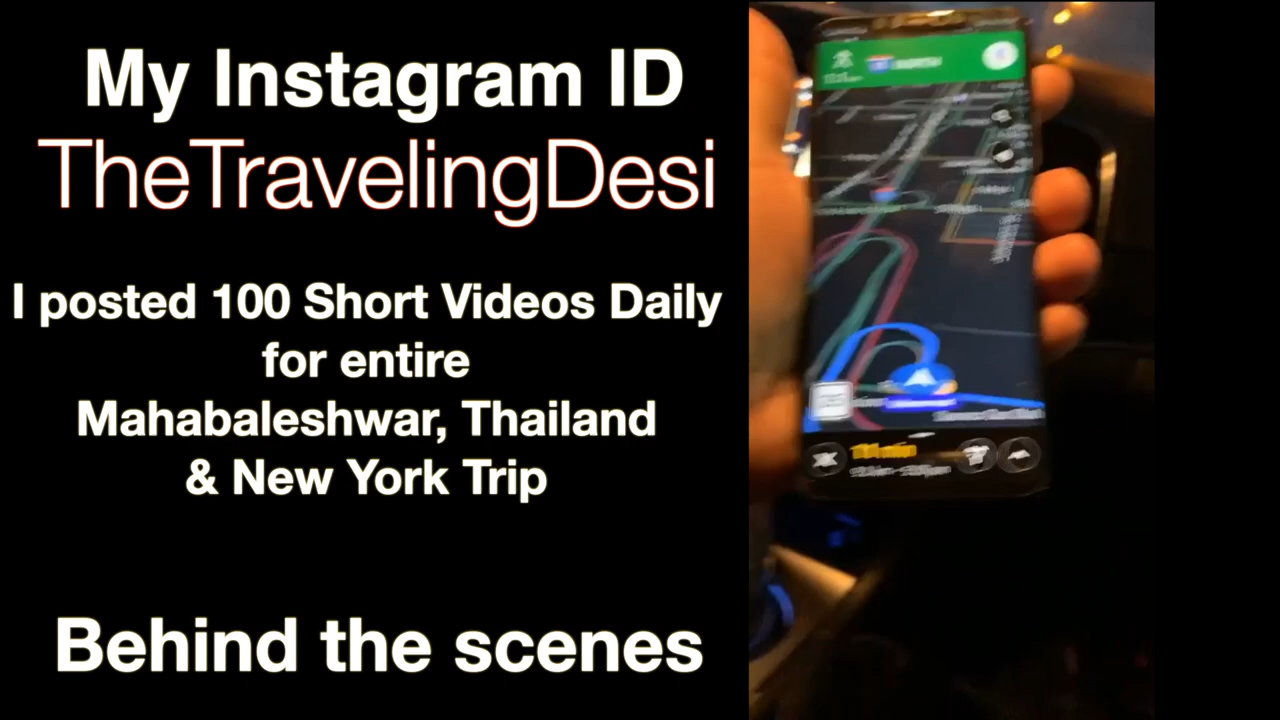 My Instagram ID
TheTravelingDesi
I posted 100 Short Videos Daily
for entire
Mahabaleshwar, Thailand
& New York Trip
Behind the scenes